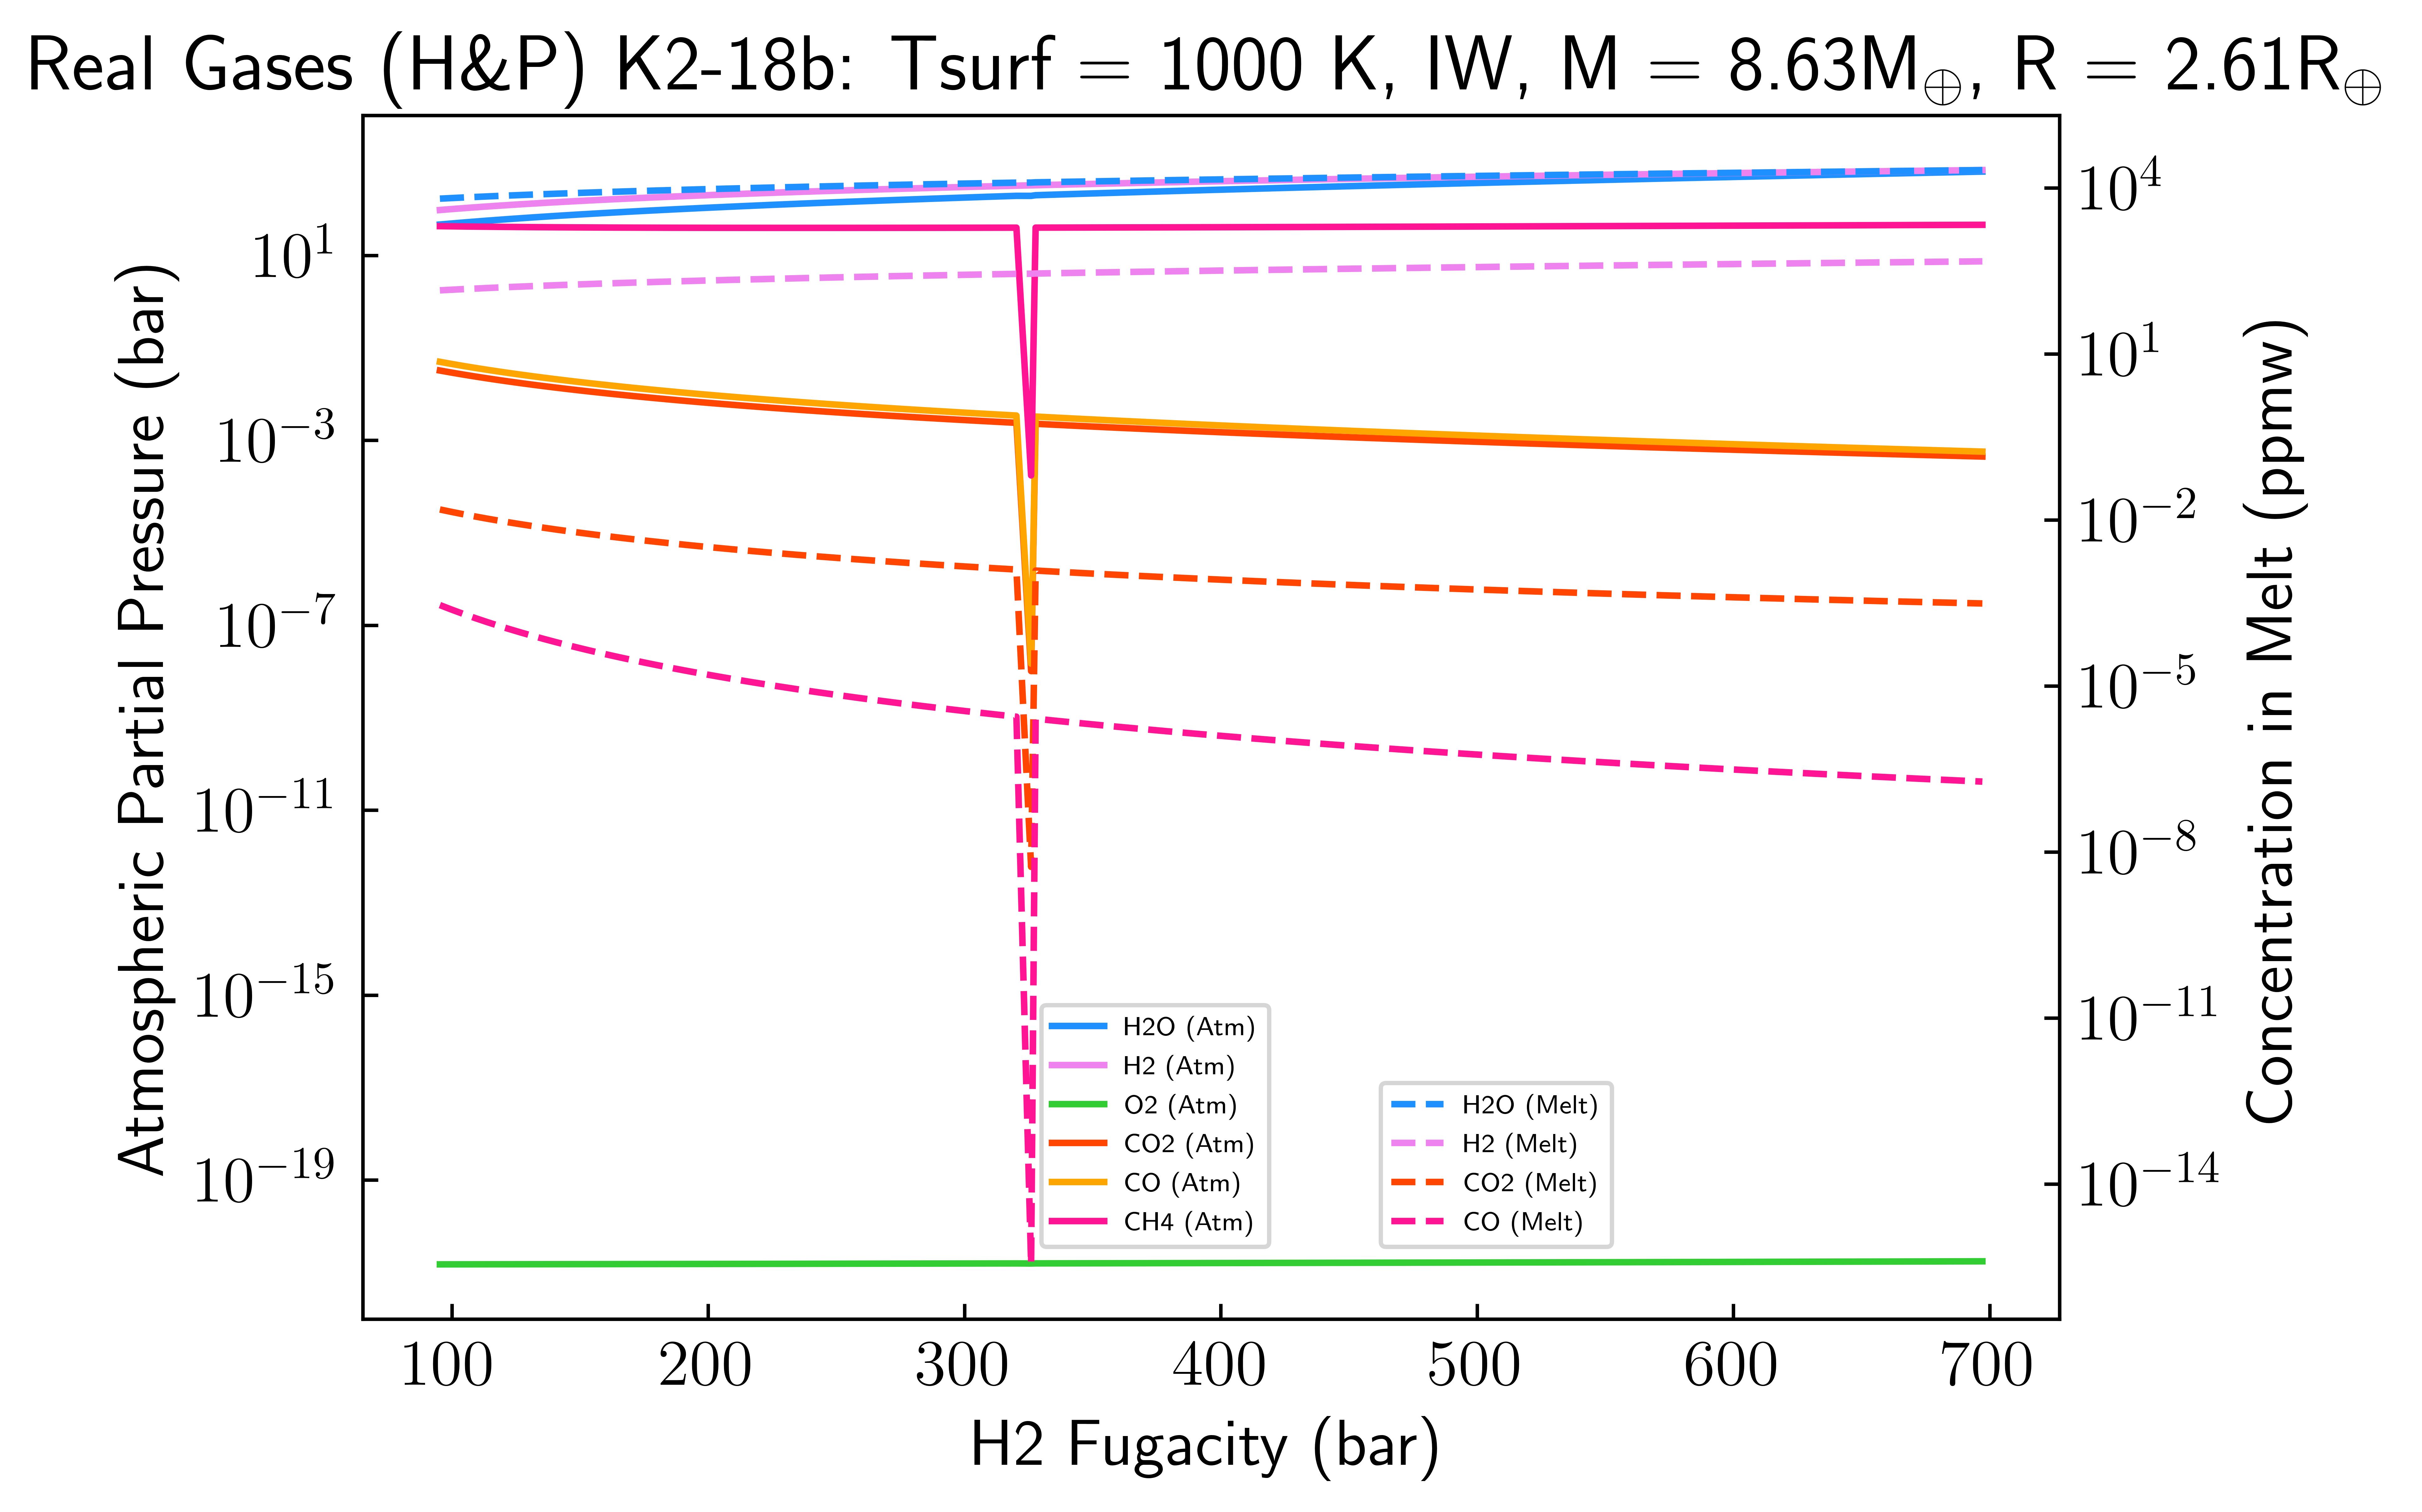 Real Gases (H&P) K2-18b: Tsurf = 1000 K, IW, M = 8.63M⊕, R = 2.61R⊕
Atmospheric Partial Pressure (bar)
10^1
10^−3
10^−7
10^−11
10^−15
10^−19
H2O (Atm)
H2 (Atm)
O2 (Atm)
CO2 (Atm)
CO (Atm)
CH4 (Atm)
H2O (Melt)
H2 (Melt)
CO2 (Melt)
CO (Melt)
10^4
10^1
10^−2
10^−5
10^−8
10^−11
10^−14
Concentration in Melt (ppmw)
100 200 300 400 500 600 700
H2 Fugacity (bar)